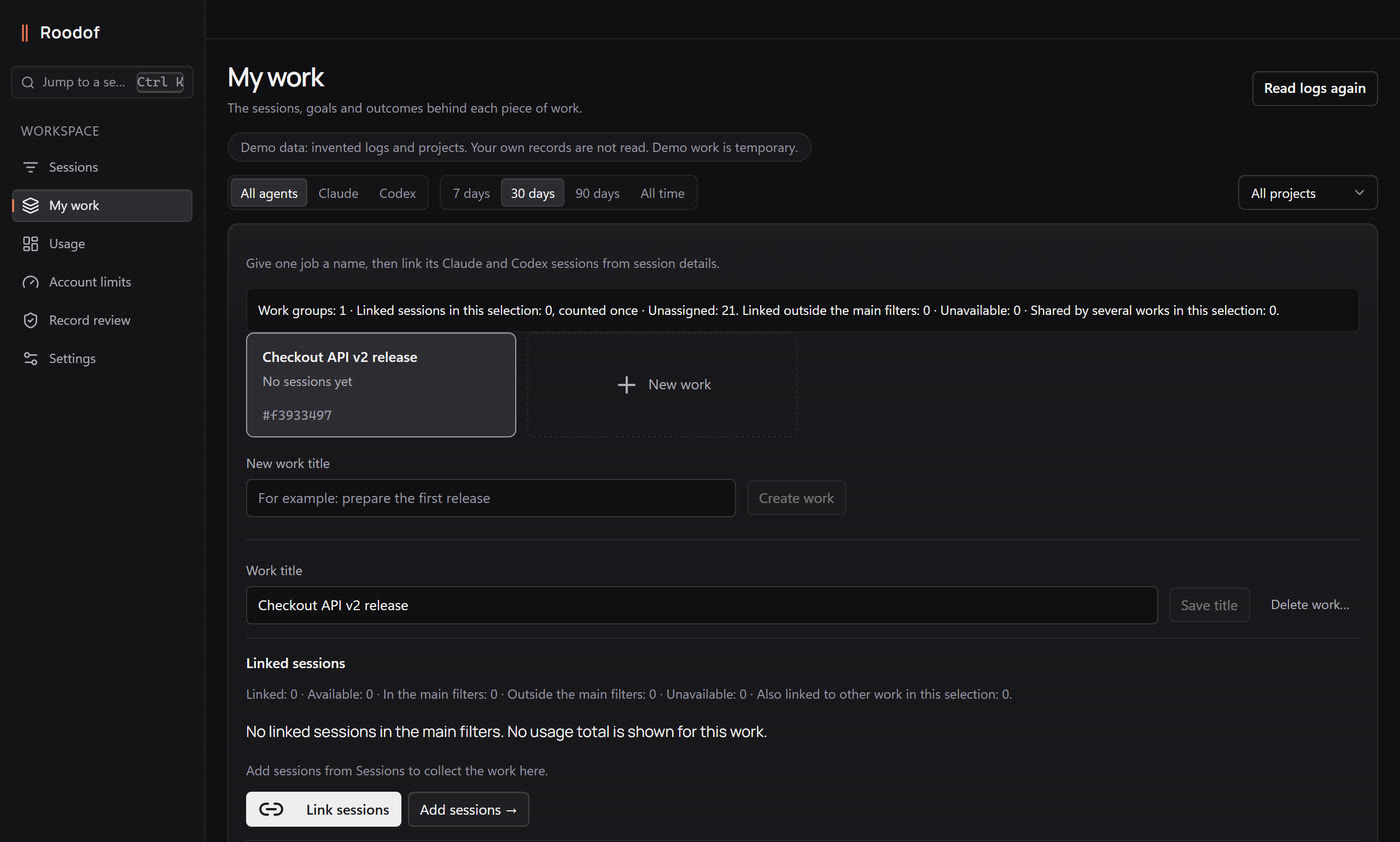 Roodof
Jump to a se... Ctrl K
WORKSPACE
Sessions
My work
Usage
Account limits
Record review
Settings
My work
The sessions, goals and outcomes behind each piece of work.
Read logs again
Demo data: invented logs and projects. Your own records are not read. Demo work is temporary.
All agents Claude Codex 7 days 30 days 90 days All time All projects
Give one job a name, then link its Claude and Codex sessions from session details.
Work groups: 1 · Linked sessions in this selection: 0, counted once · Unassigned: 21. Linked outside the main filters: 0 · Unavailable: 0 · Shared by several works in this selection: 0.
Checkout API v2 release
No sessions yet
#f3933497
New work
New work title
For example: prepare the first release Create work
Work title
Checkout API v2 release Save title Delete work...
Linked sessions
Linked: 0 · Available: 0 · In the main filters: 0 · Outside the main filters: 0 · Unavailable: 0 · Also linked to other work in this selection: 0.
No linked sessions in the main filters. No usage total is shown for this work.
Add sessions from Sessions to collect the work here.
Link sessions Add sessions →